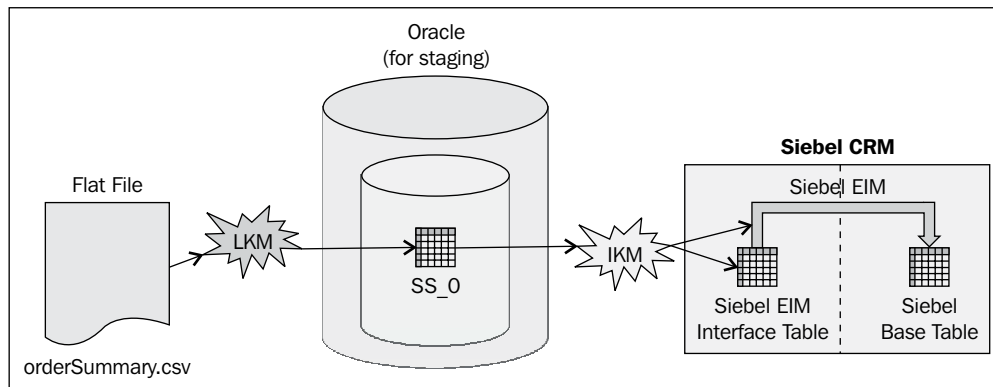 Oracle
(for staging)
Siebel CRM
Flat File
Siebel EIM
LKM
IKM
SS_0
Siebel EIM
Interface Table
Siebel
Base Table
orderSummary.csv